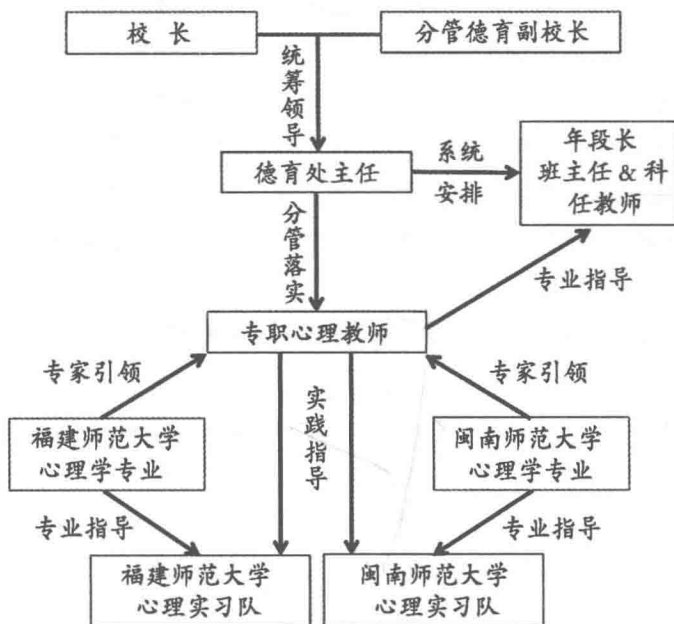 校 长
分管德育副校长
统筹领导
德育处主任
系统
安排
年段长
班主任 & 科
任教师
分管落实
专业指导
专职心理教师
专家引领
专家引领
实践指导
福建师范大学
心理学专业
闽南师范大学
心理学专业
专业指导
专业指导
福建师范大学
心理实习队
闽南师范大学
心理实习队